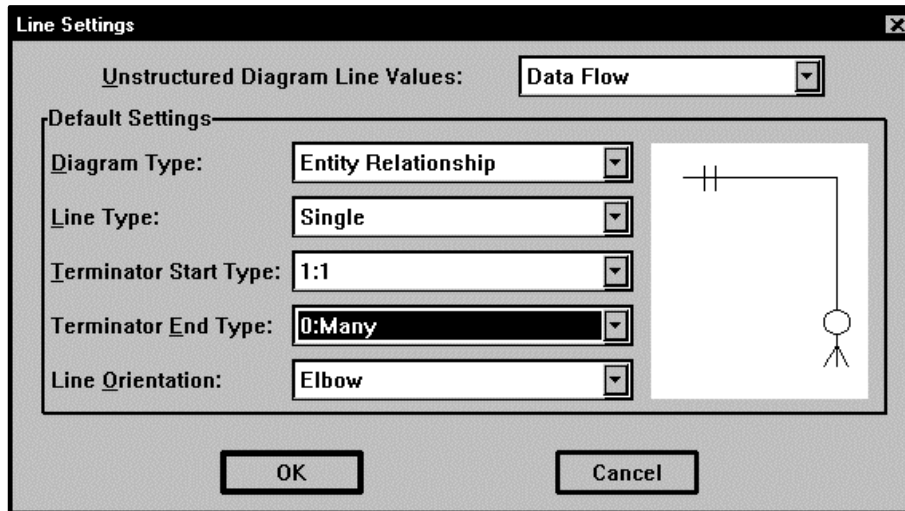 Line Settings
Unstructured Diagram Line Values: Data Flow
Default Settings
Diagram Type: Entity Relationship
Line Type: Single
Terminator Start Type: 1:1
Terminator End Type: 0:Many
Line Orientation: Elbow
OK Cancel